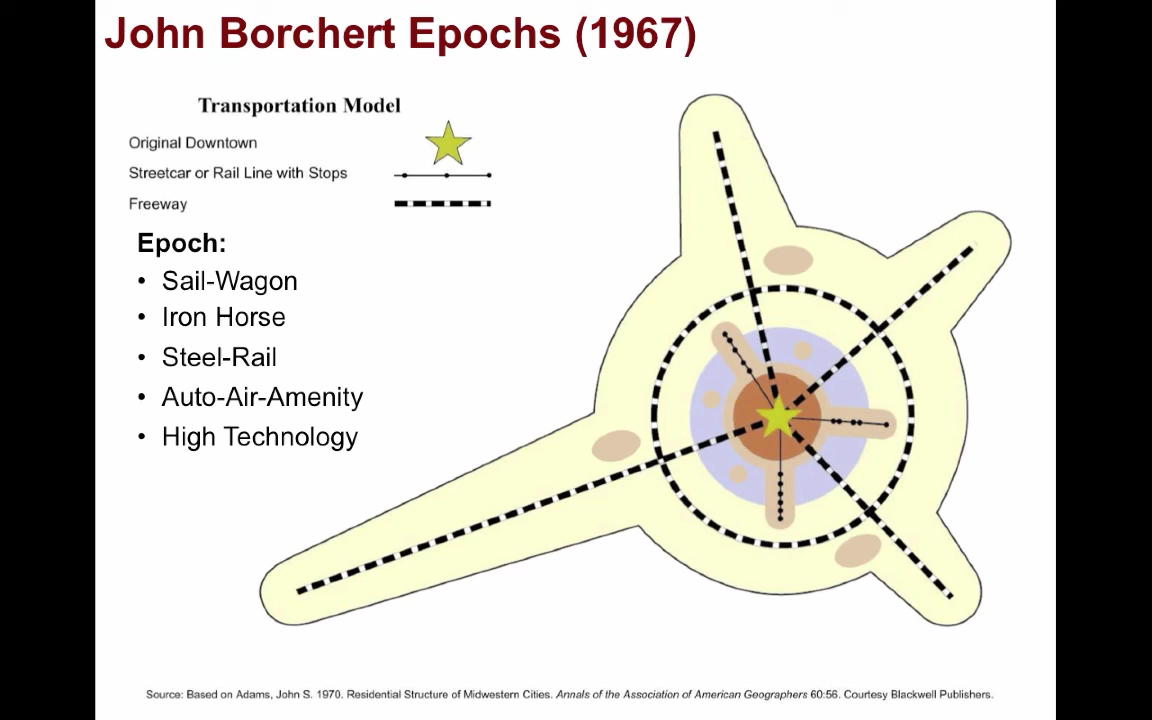 John Borchert Epochs (1967)
Transportation Model
Original Downtown
Streetcar or Rail Line with Stops
Freeway
Epoch:
• Sail-Wagon
• Iron Horse
• Steel-Rail
• Auto-Air-Amenity
• High Technology
Source: Based on Adams, John S. 1970. Residential Structure of Midwestern Cities. Annals of the Association of American Geographers 60:56. Courtesy Blackwell Publishers.